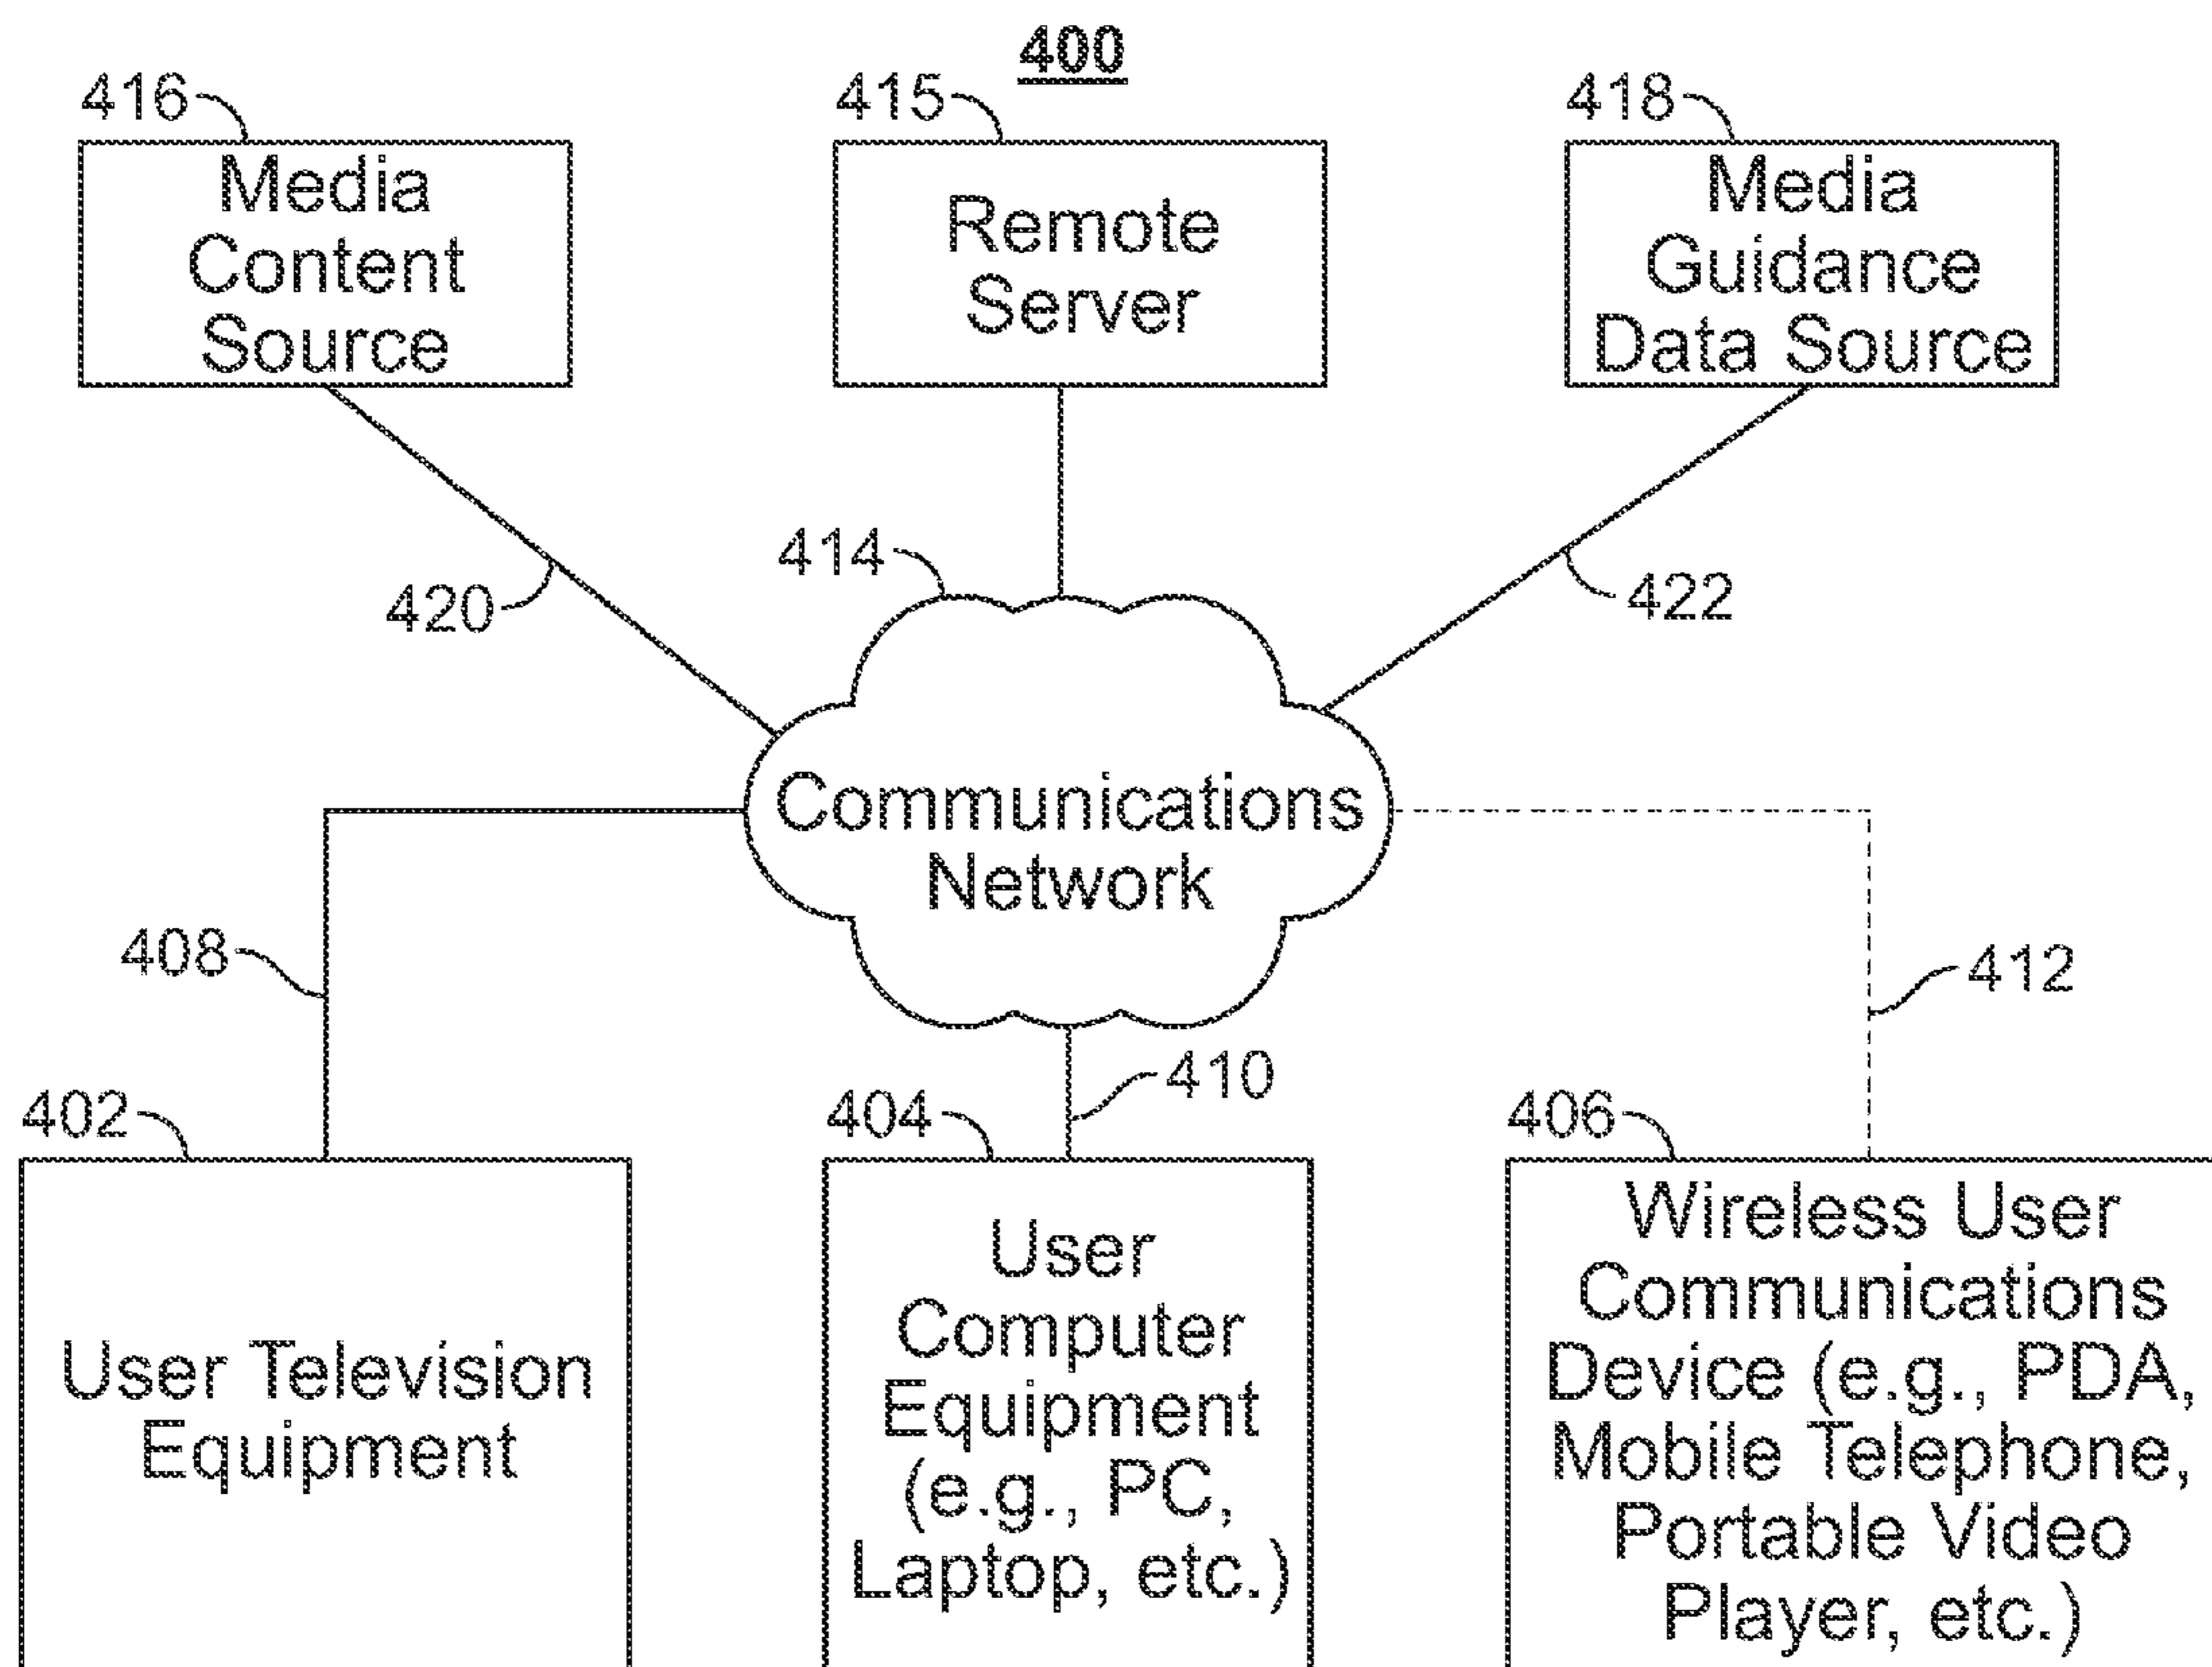 400
416
415
418
Media
Content
Source
Remote
Server
Media
Guidance
Data Source
414
420
422
Communications
Network
408
412
410
402
404
406
User Television
Equipment
User
Computer
Equipment
(e.g., PC,
Laptop, etc.)
Wireless User
Communications
Device (e.g., PDA,
Mobile Telephone,
Portable Video
Player, etc.)